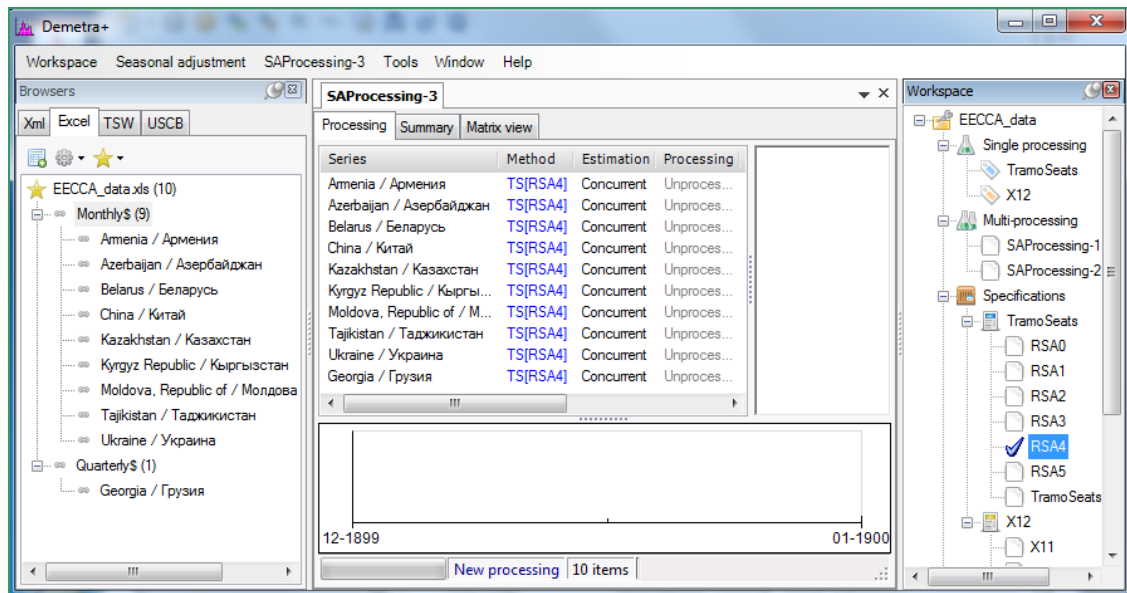 Demetra+
Workspace Seasonal adjustment SAProcessing-3 Tools Window Help
Browsers
Xml Excel TSW USCB
EECCA_data.xls (10)
Monthly$ (9)
Armenia / Армения
Azerbaijan / Азербайджан
Belarus / Беларусь
China / Китай
Kazakhstan / Казахстан
Kyrgyz Republic / Кыргызстан
Moldova, Republic of / Молдова
Tajikistan / Таджикистан
Ukraine / Украина
Quarterly$ (1)
Georgia / Грузия
SAProcessing-3
Processing Summary Matrix view
Series Method Estimation Processing
Armenia / Армения TS[RSA4] Concurrent Unproces...
Azerbaijan / Азербайджан TS[RSA4] Concurrent Unproces...
Belarus / Беларусь TS[RSA4] Concurrent Unproces...
China / Китай TS[RSA4] Concurrent Unproces...
Kazakhstan / Казахстан TS[RSA4] Concurrent Unproces...
Kyrgyz Republic / Кыргы... TS[RSA4] Concurrent Unproces...
Moldova, Republic of / М... TS[RSA4] Concurrent Unproces...
Tajikistan / Таджикистан TS[RSA4] Concurrent Unproces...
Ukraine / Украина TS[RSA4] Concurrent Unproces...
Georgia / Грузия TS[RSA4] Concurrent Unproces...
12-1899 01-1900
New processing 10 items
Workspace
EECCA_data
Single processing
TramoSeats
X12
Multi-processing
SAProcessing-1
SAProcessing-2
Specifications
TramoSeats
RSA0
RSA1
RSA2
RSA3
RSA4
RSA5
TramoSeats
X12
X11